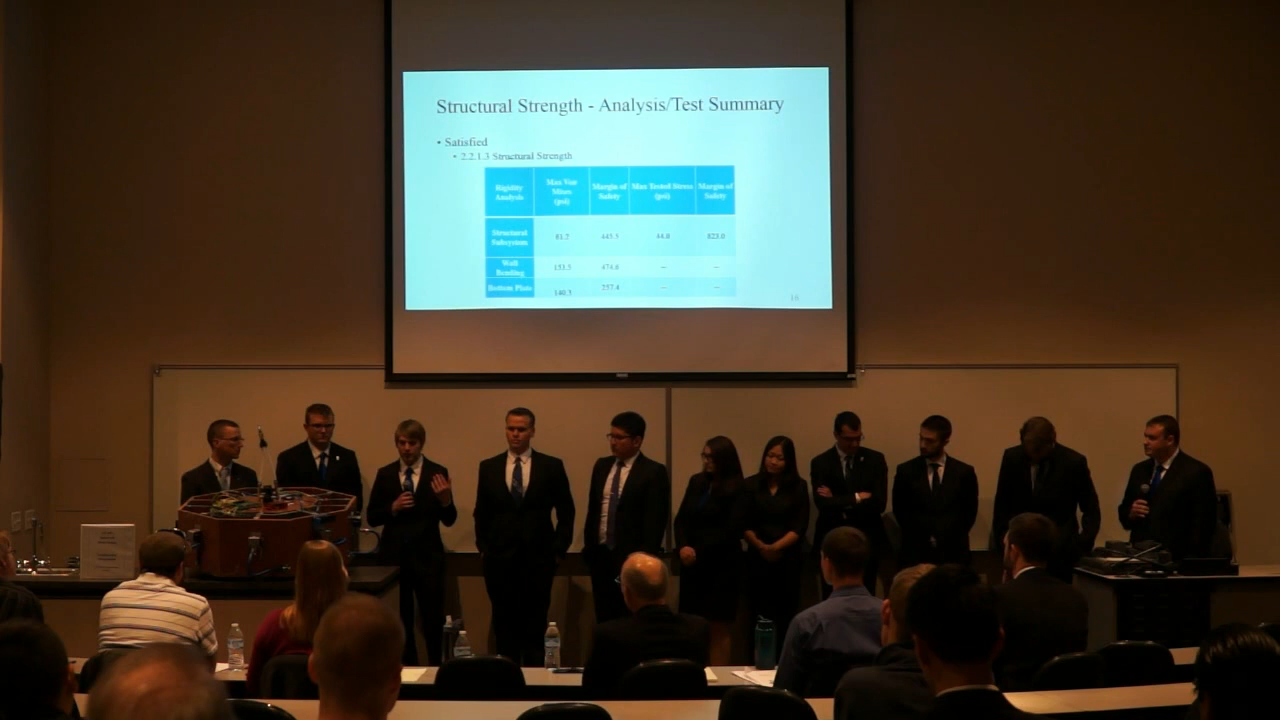 Structural Strength - Analysis/Test Summary
• Satisfied
• 2.2.1.3 Structural Strength
Rigidity Analysis
Max Von Mises (psi)
Margin of Safety
Max Tested Stress (psi)
Margin of Safety
Structural Subsystem
81.2
443.5
44.0
823.0
Wall Bending
153.5
474.6
--
--
Bottom Plate
140.3
257.4
--
--
16